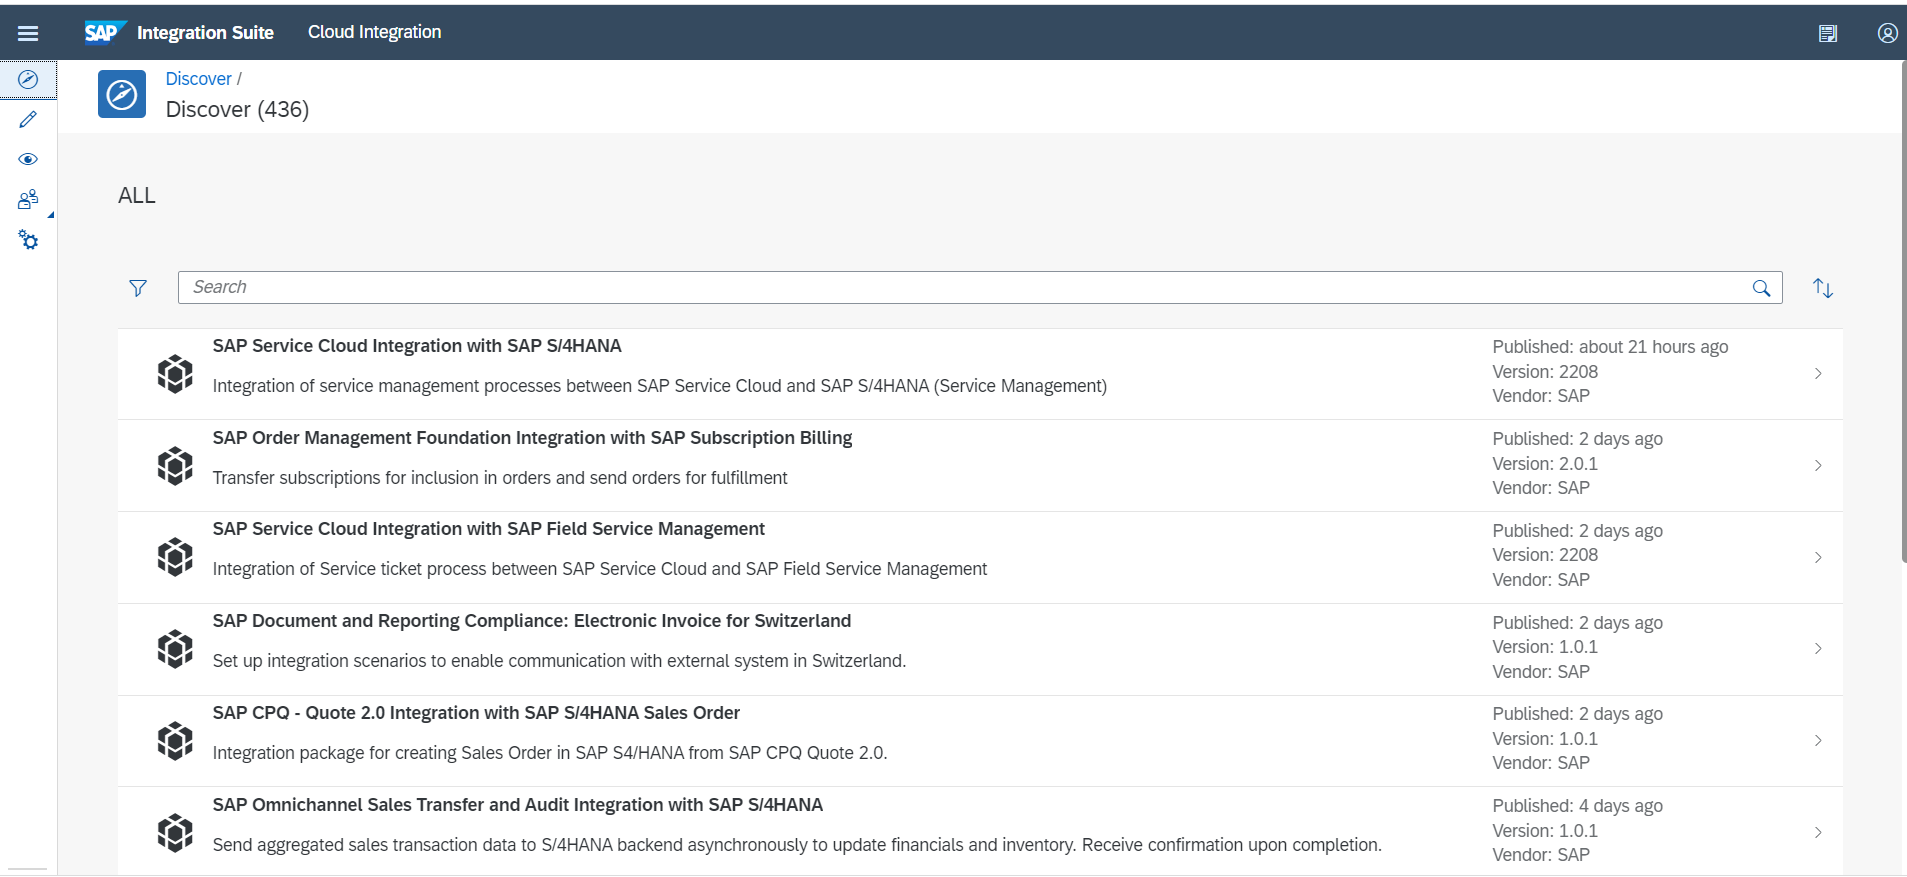 SAP Integration Suite Cloud Integration
Discover /
Discover (436)
ALL
Search
SAP Service Cloud Integration with SAP S/4HANA
Integration of service management processes between SAP Service Cloud and SAP S/4HANA (Service Management)
Published: about 21 hours ago
Version: 2208
Vendor: SAP
SAP Order Management Foundation Integration with SAP Subscription Billing
Transfer subscriptions for inclusion in orders and send orders for fulfillment
Published: 2 days ago
Version: 2.0.1
Vendor: SAP
SAP Service Cloud Integration with SAP Field Service Management
Integration of Service ticket process between SAP Service Cloud and SAP Field Service Management
Published: 2 days ago
Version: 2208
Vendor: SAP
SAP Document and Reporting Compliance: Electronic Invoice for Switzerland
Set up integration scenarios to enable communication with external system in Switzerland.
Published: 2 days ago
Version: 1.0.1
Vendor: SAP
SAP CPQ - Quote 2.0 Integration with SAP S/4HANA Sales Order
Integration package for creating Sales Order in SAP S4/HANA from SAP CPQ Quote 2.0.
Published: 2 days ago
Version: 1.0.1
Vendor: SAP
SAP Omnichannel Sales Transfer and Audit Integration with SAP S/4HANA
Send aggregated sales transaction data to S/4HANA backend asynchronously to update financials and inventory. Receive confirmation upon completion.
Published: 4 days ago
Version: 1.0.1
Vendor: SAP